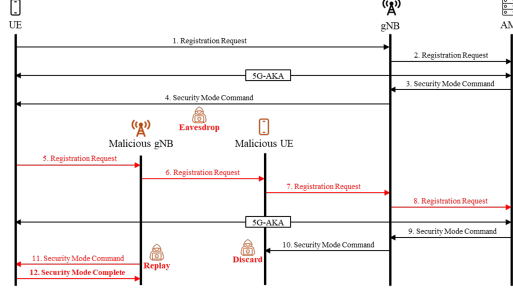 UE
gNB
AM
1. Registration Request
2. Registration Request
5G-AKA
3. Security Mode Command
4. Security Mode Command
Eavesdrop
Malicious gNB
Malicious UE
5. Registration Request
6. Registration Request
7. Registration Request
8. Registration Request
5G-AKA
9. Security Mode Command
10. Security Mode Command
11. Security Mode Command
Replay
Discard
12. Security Mode Complete